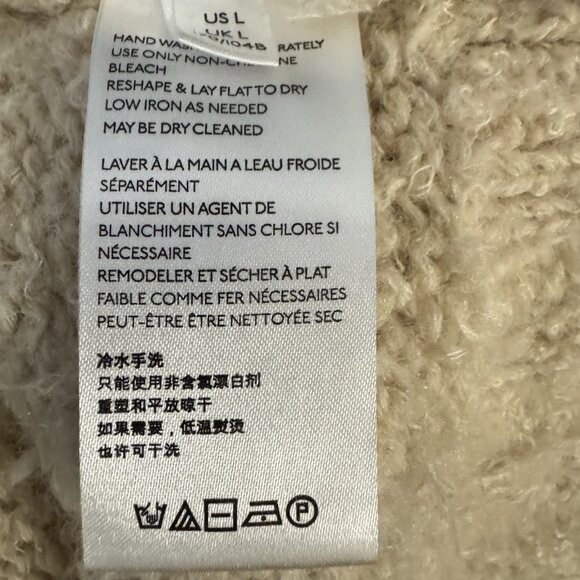 US L
UK L
/104B
HAND WAS RATELY
USE ONLY NON-CH NE
BLEACH
RESHAPE & LAY FLAT TO DRY
LOW IRON AS NEEDED
MAY BE DRY CLEANED
LAVER À LA MAIN A LEAU FROIDE
SÉPARÉMENT
UTILISER UN AGENT DE
BLANCHIMENT SANS CHLORE SI
NÉCESSAIRE
REMODELER ET SÉCHER À PLAT
FAIBLE COMME FER NÉCESSAIRES
PEUT-ÊTRE ÊTRE NETTOYÉE SEC
冷水手洗
只能使用非含氯漂白剂
重塑和平放晾干
如果需要，低温熨烫
也许可干洗
P